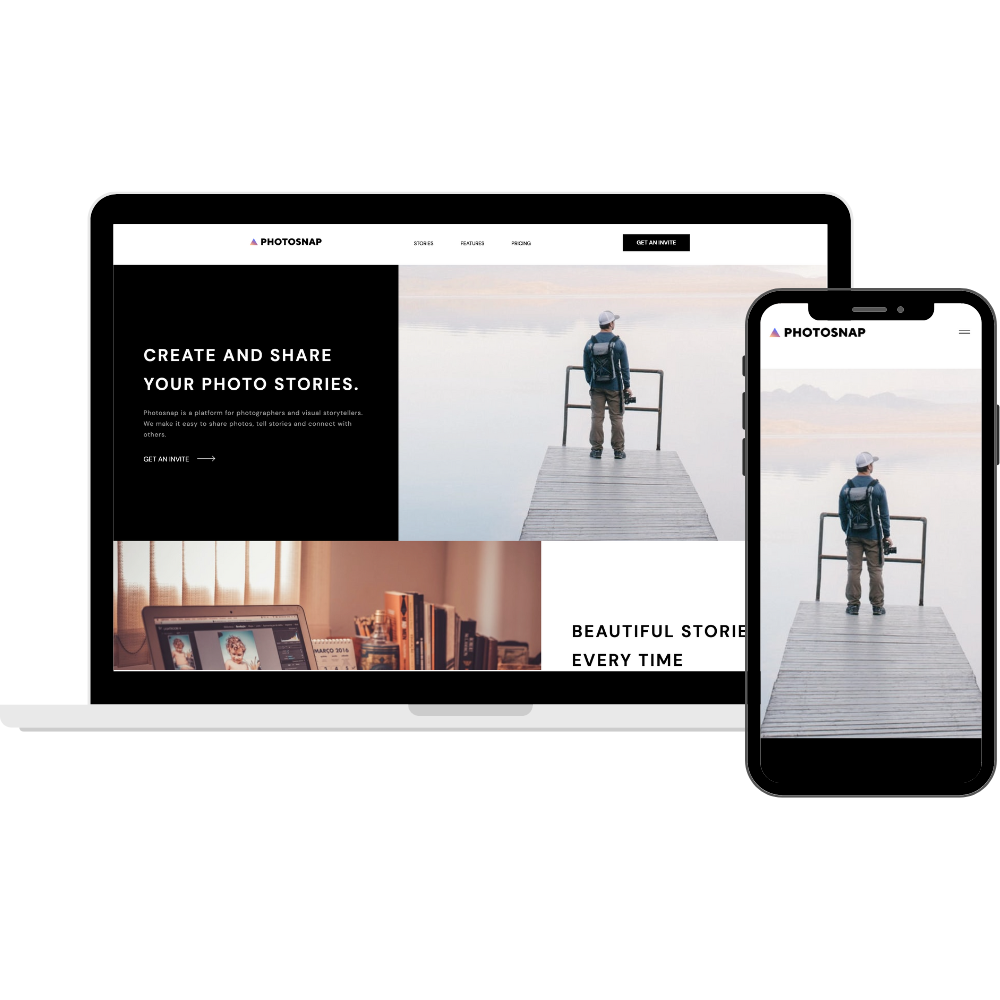 PHOTOSNAP
STORIES FEATURES PRICING
GET AN INVITE
CREATE AND SHARE
YOUR PHOTO STORIES.
Photosnap is a platform for photographers and visual storytellers.
We make it easy to share photos, tell stories and connect with
others.
GET AN INVITE
MARÇO 2016
BEAUTIFUL STORIE
EVERY TIME
PHOTOSNAP